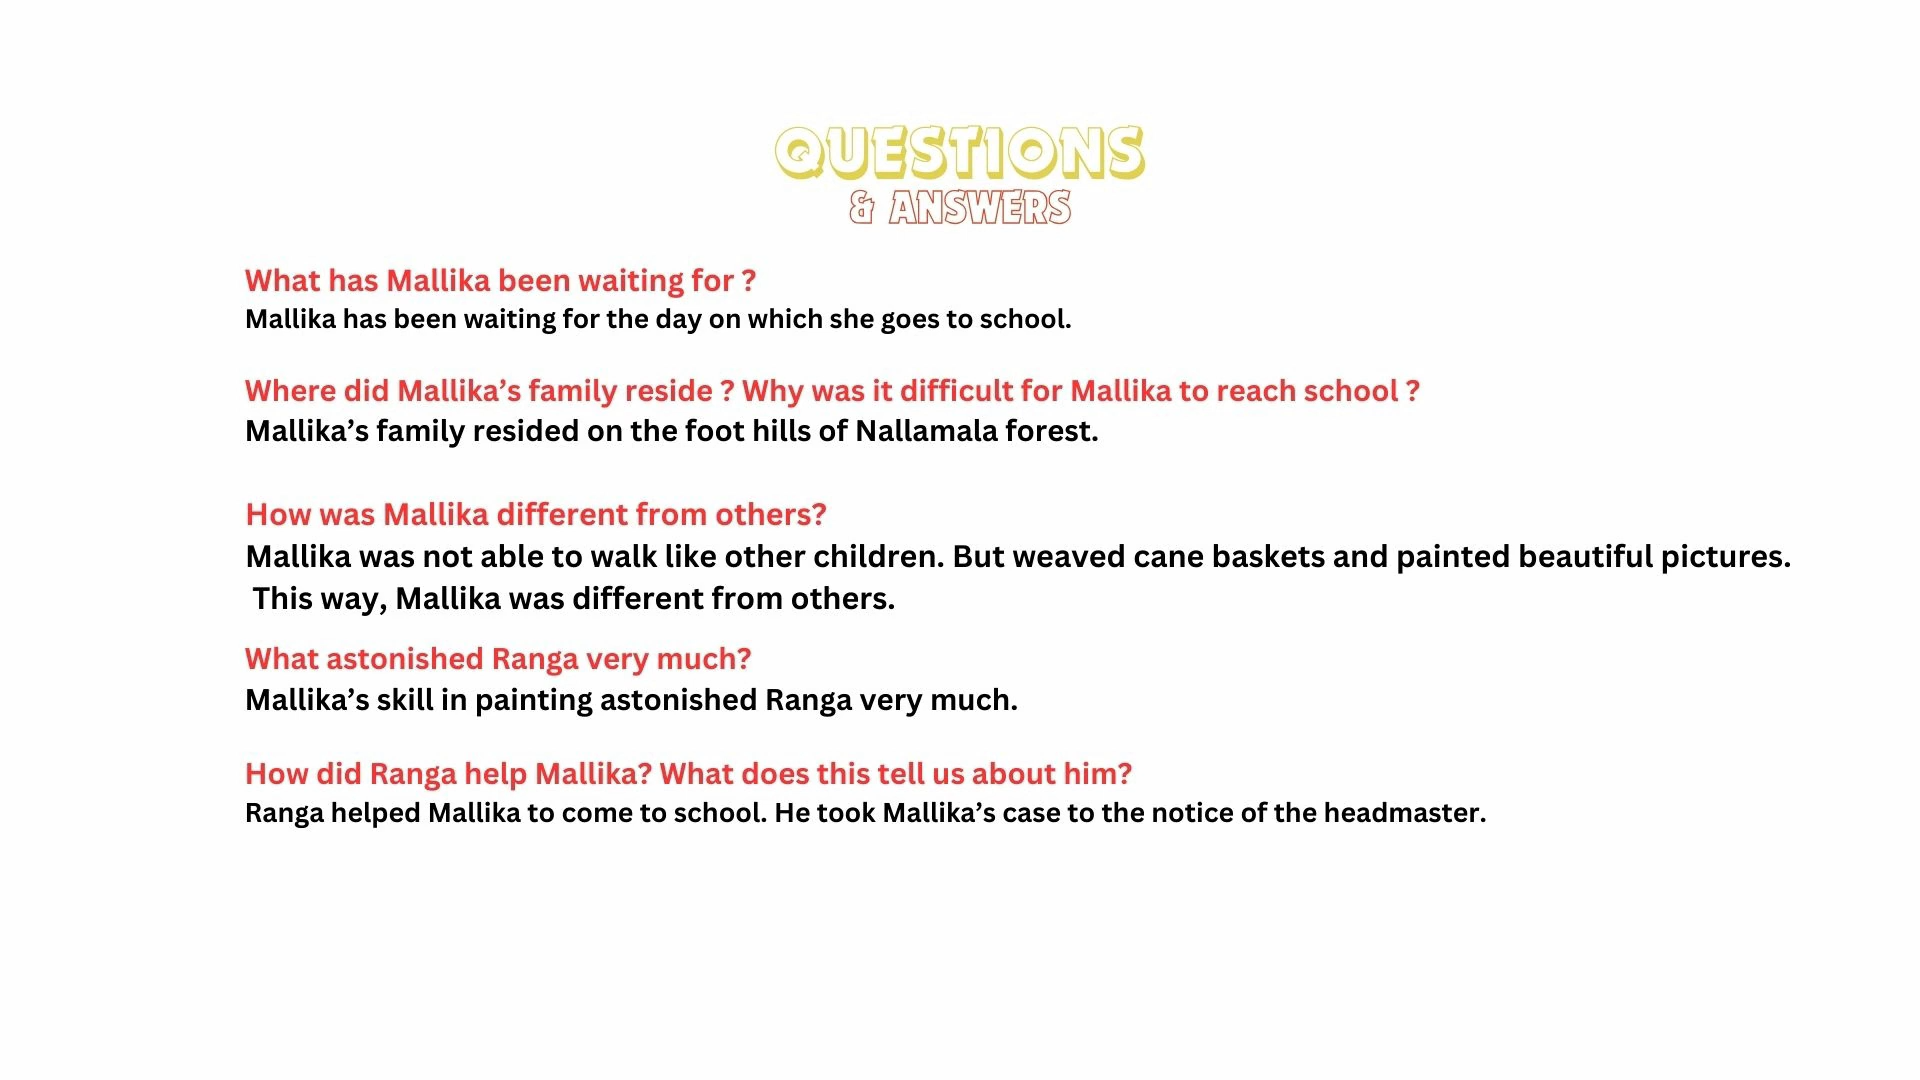 QUESTIONS
& ANSWERS
What has Mallika been waiting for ?
Mallika has been waiting for the day on which she goes to school.
Where did Mallika’s family reside ? Why was it difficult for Mallika to reach school ?
Mallika’s family resided on the foot hills of Nallamala forest.
How was Mallika different from others?
Mallika was not able to walk like other children. But weaved cane baskets and painted beautiful pictures.
This way, Mallika was different from others.
What astonished Ranga very much?
Mallika’s skill in painting astonished Ranga very much.
How did Ranga help Mallika? What does this tell us about him?
Ranga helped Mallika to come to school. He took Mallika’s case to the notice of the headmaster.